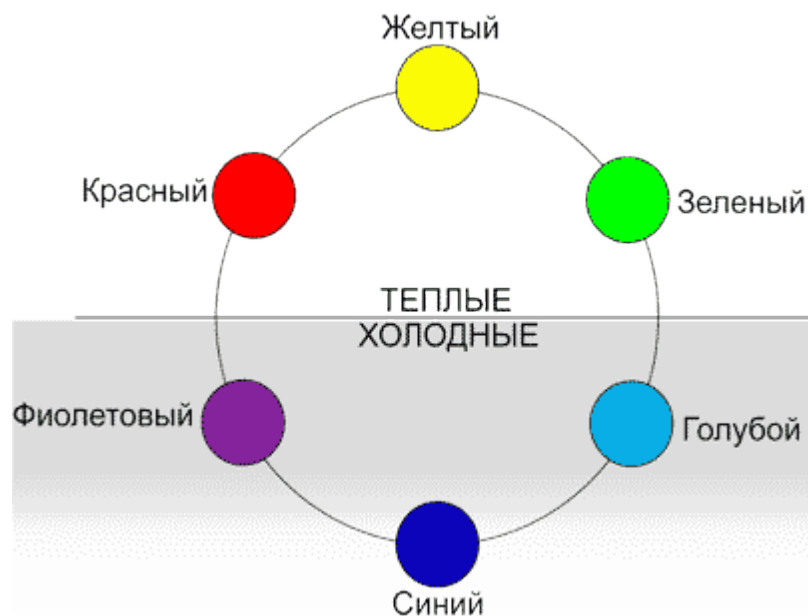 Желтый
Красный
Зеленый
ТЕПЛЫЕ
ХОЛОДНЫЕ
Фиолетовый
Голубой
Синий